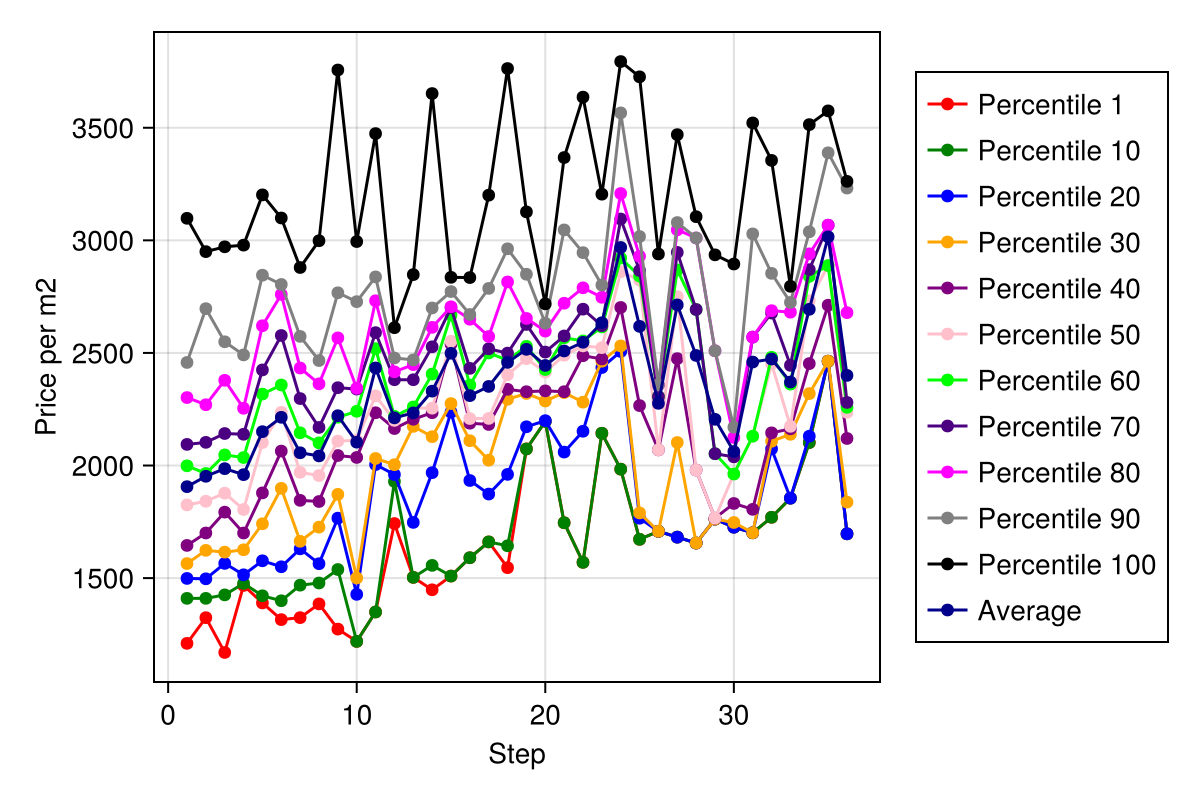 3500
3000
2500
2000
1500
Price per m2
0
10
20
30
Step
Percentile 1
Percentile 10
Percentile 20
Percentile 30
Percentile 40
Percentile 50
Percentile 60
Percentile 70
Percentile 80
Percentile 90
Percentile 100
Average